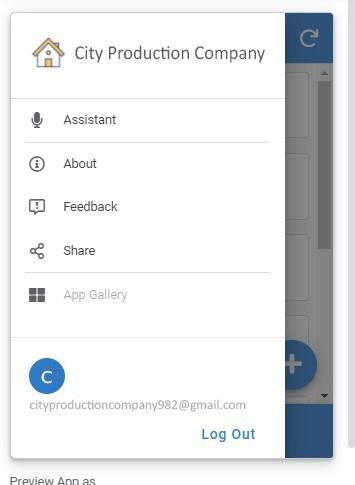 City Production Company
Assistant
About
Feedback
Share
App Gallery
C
cityproductioncompany982@gmail.com
Log Out
Preview App as